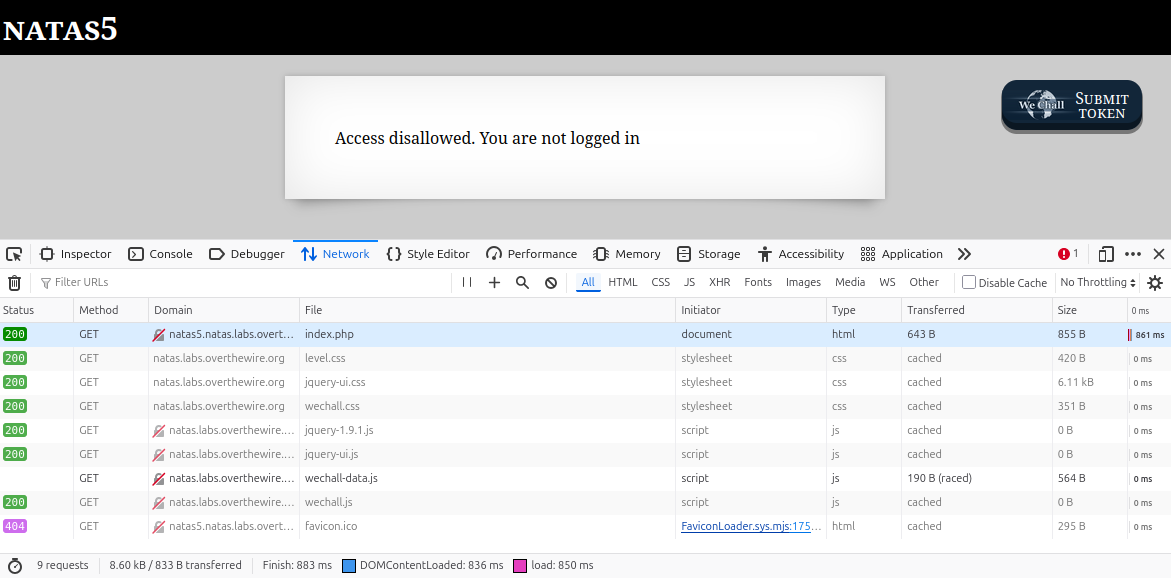 NATAS5
We Chall
SUBMIT
TOKEN
Access disallowed. You are not logged in
Inspector Console Debugger Network Style Editor Performance Memory Storage Accessibility Application 1
Filter URLs All HTML CSS JS XHR Fonts Images Media WS Other Disable Cache No Throttling
Status Method Domain File Initiator Type Transferred Size 0 ms
200 GET natas5.natas.labs.overt… index.php document html 643 B 855 B 861 ms
200 GET natas.labs.overthewire.org level.css stylesheet css cached 420 B 0 ms
200 GET natas.labs.overthewire.org jquery-ui.css stylesheet css cached 6.11 kB 0 ms
200 GET natas.labs.overthewire.org wechall.css stylesheet css cached 351 B 0 ms
200 GET natas.labs.overthewire.… jquery-1.9.1.js script js cached 0 B 0 ms
200 GET natas.labs.overthewire.… jquery-ui.js script js cached 0 B 0 ms
GET natas.labs.overthewire.… wechall-data.js script js 190 B (raced) 564 B 0 ms
200 GET natas.labs.overthewire.… wechall.js script js cached 0 B 0 ms
404 GET natas5.natas.labs.overt… favicon.ico FaviconLoader.sys.mjs:175… html cached 295 B 0 ms
9 requests 8.60 kB / 833 B transferred Finish: 883 ms DOMContentLoaded: 836 ms load: 850 ms